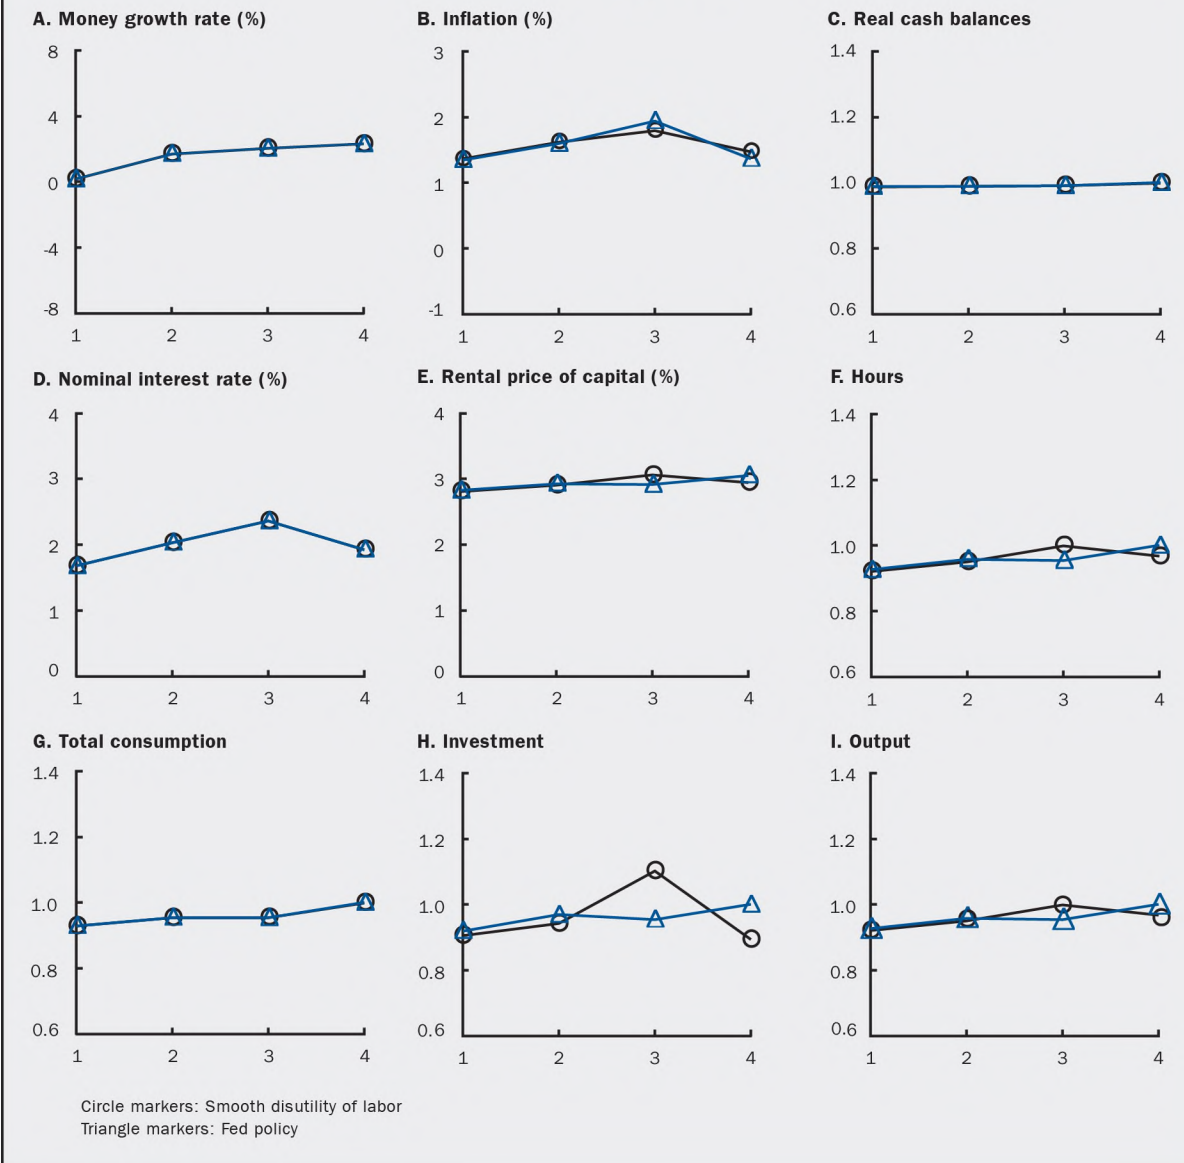 A. Money growth rate (%)
8
4
0
-4
-8
1 2 3 4
B. Inflation (%)
3
2
1
0
-1
1 2 3 4
C. Real cash balances
1.4
1.2
1.0
0.8
0.6
1 2 3 4
D. Nominal interest rate (%)
4
3
2
1
0
1 2 3 4
E. Rental price of capital (%)
4
3
2
1
0
1 2 3 4
F. Hours
1.4
1.2
1.0
0.8
0.6
1 2 3 4
G. Total consumption
1.4
1.2
1.0
0.8
0.6
1 2 3 4
H. Investment
1.4
1.2
1.0
0.8
0.6
1 2 3 4
I. Output
1.4
1.2
1.0
0.8
0.6
1 2 3 4
Circle markers: Smooth disutility of labor
Triangle markers: Fed policy